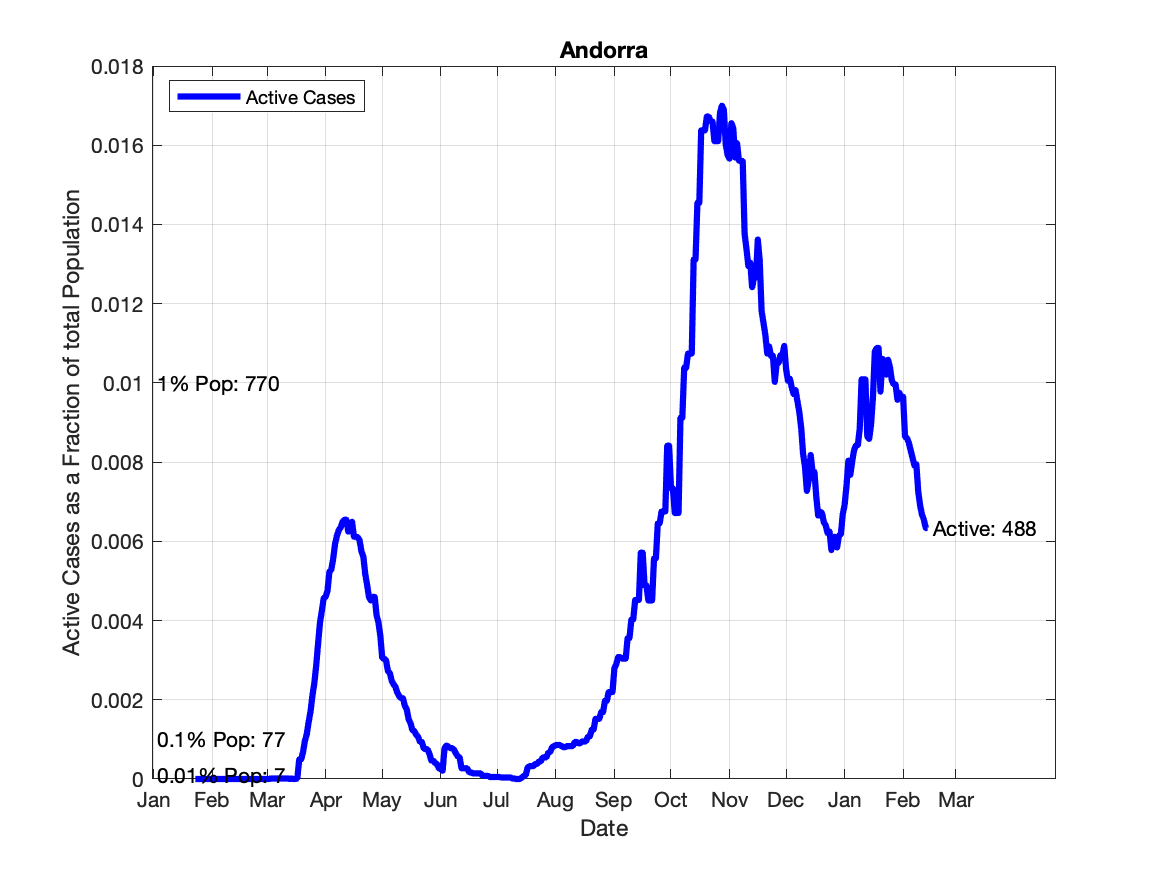 Andorra
Active Cases
Active Cases as a Fraction of total Population
0.018
0.016
0.014
0.012
0.01
0.008
0.006
0.004
0.002
0
1% Pop: 770
0.1% Pop: 77
0.01% Pop: 7
Active: 488
Jan Feb Mar Apr May Jun Jul Aug Sep Oct Nov Dec Jan Feb Mar
Date